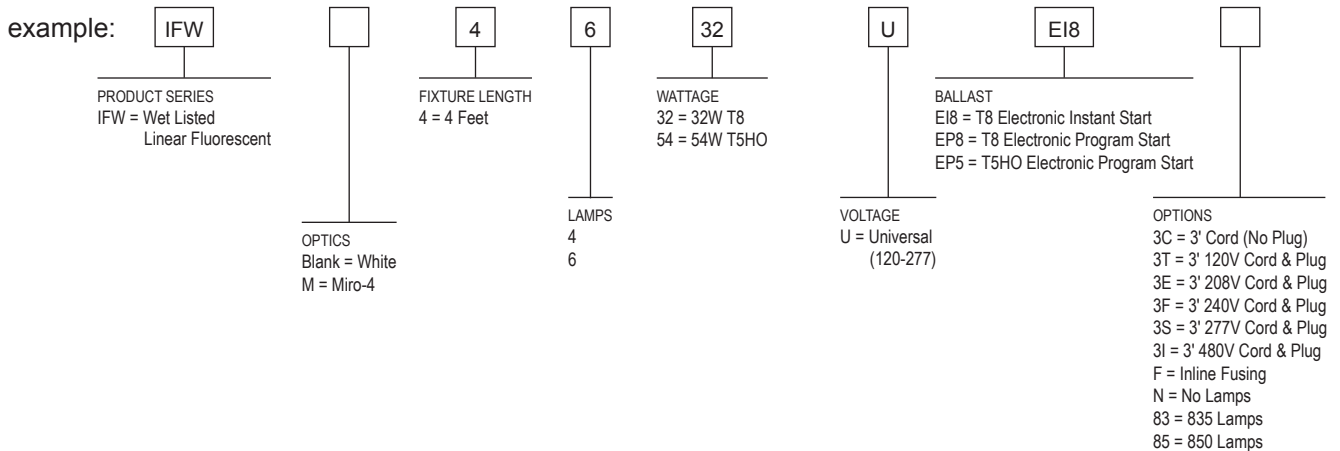 example: IFW 4 6 32 U EI8
PRODUCT SERIES
IFW = Wet Listed
Linear Fluorescent
OPTICS
Blank = White
M = Miro-4
FIXTURE LENGTH
4 = 4 Feet
LAMPS
4
6
WATTAGE
32 = 32W T8
54 = 54W T5HO
VOLTAGE
U = Universal
(120-277)
BALLAST
EI8 = T8 Electronic Instant Start
EP8 = T8 Electronic Program Start
EP5 = T5HO Electronic Program Start
OPTIONS
3C = 3' Cord (No Plug)
3T = 3' 120V Cord & Plug
3E = 3' 208V Cord & Plug
3F = 3' 240V Cord & Plug
3S = 3' 277V Cord & Plug
3I = 3' 480V Cord & Plug
F = Inline Fusing
N = No Lamps
83 = 835 Lamps
85 = 850 Lamps